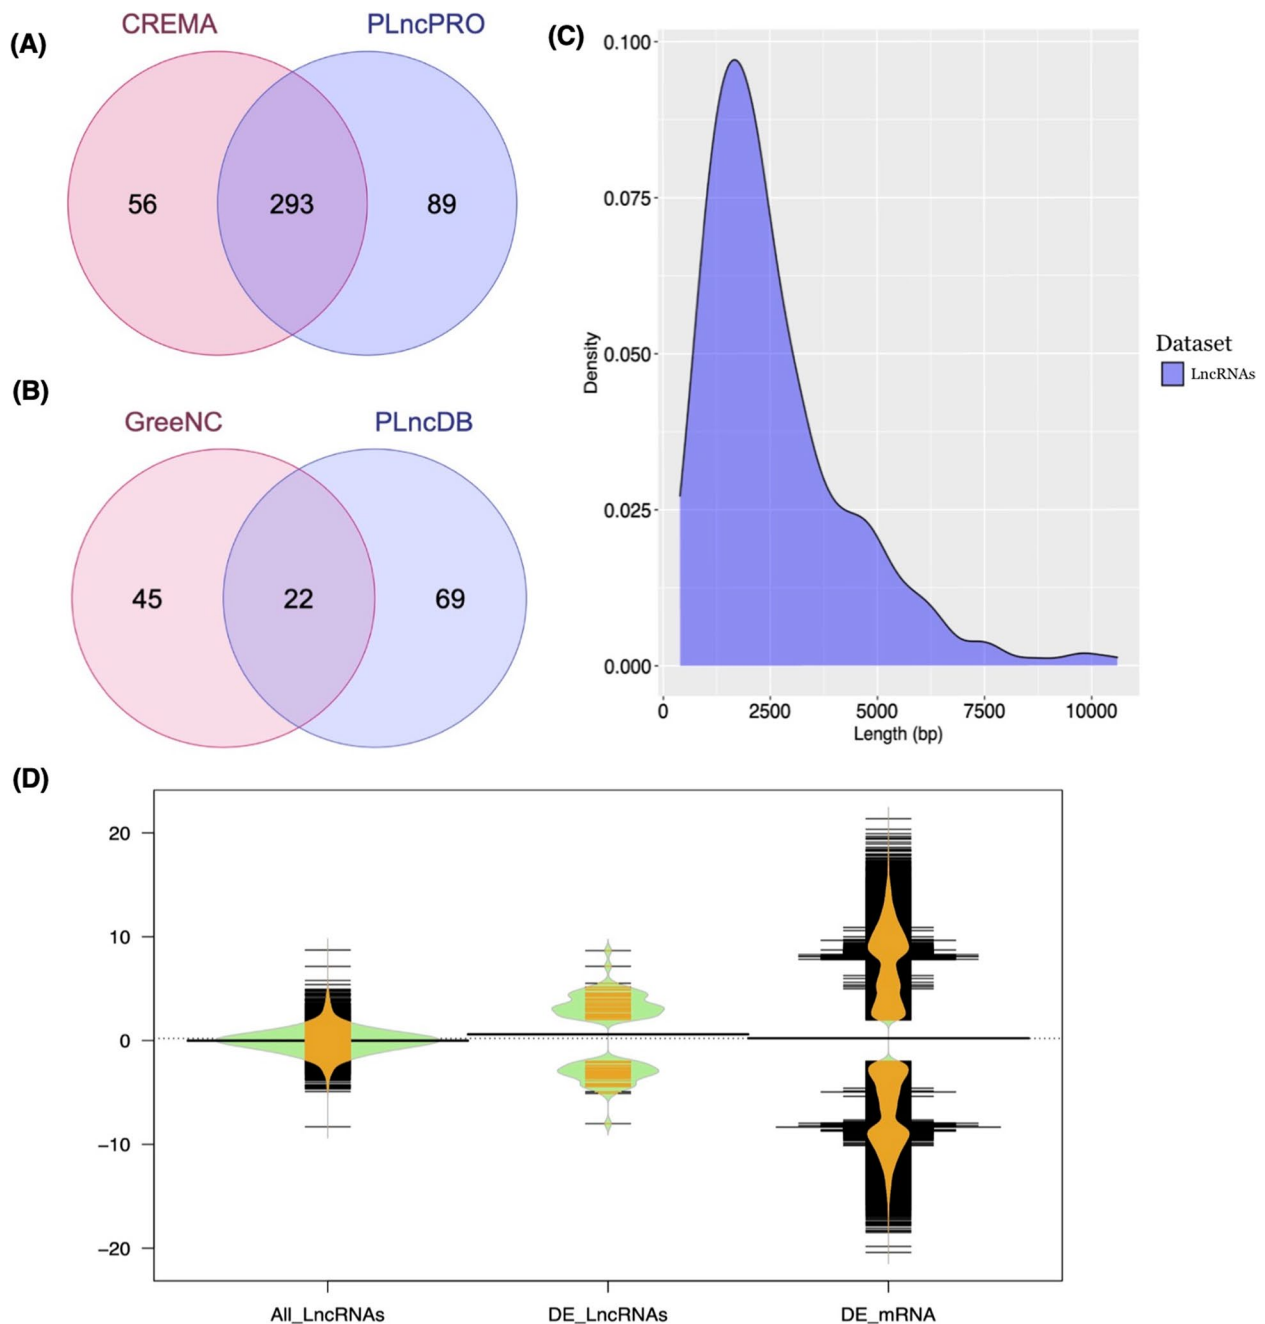 (A)
CREMA
PLncPRO
56
293
89
(B)
GreeNC
PLncDB
45
22
69
(C)
0.100
0.075
0.050
0.025
0.000
Density
0
2500
5000
7500
10000
Length (bp)
Dataset
LncRNAs
(D)
20
10
0
−10
−20
All_LncRNAs
DE_LncRNAs
DE_mRNA